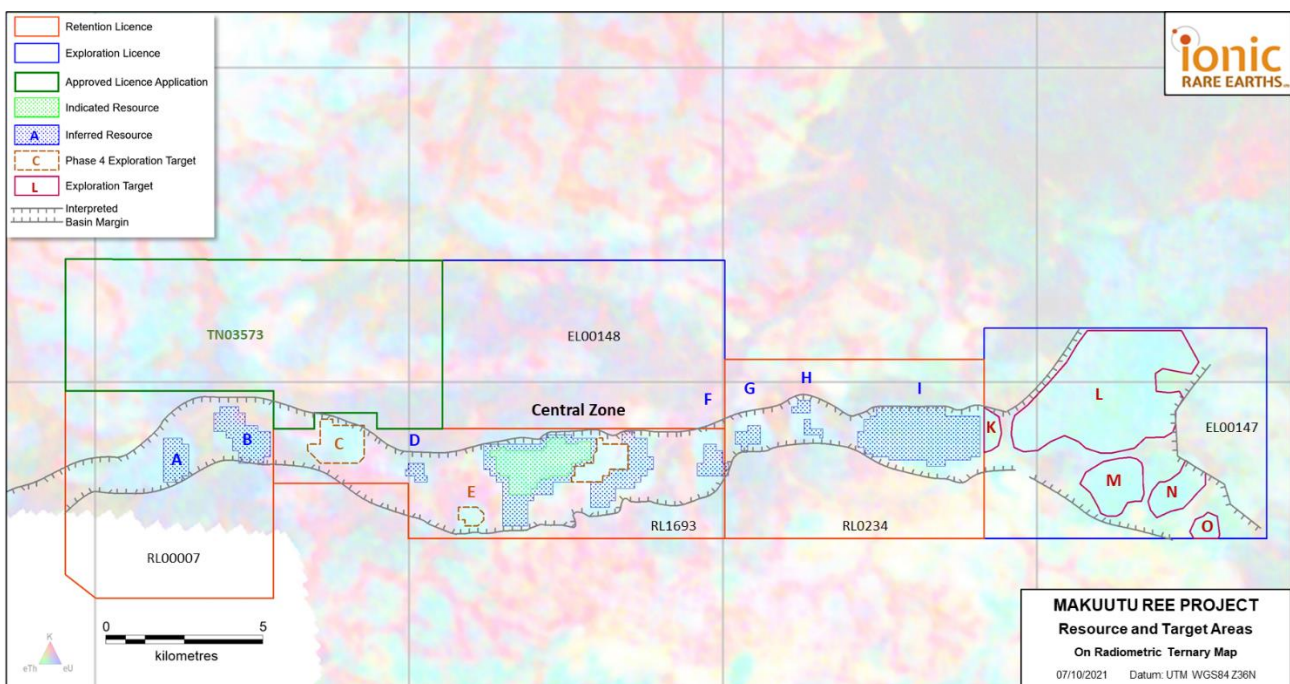 Retention Licence
Exploration Licence
Approved Licence Application
Indicated Resource
A Inferred Resource
C Phase 4 Exploration Target
L Exploration Target
Interpreted
Basin Margin
ionic
RARE EARTHS
TN03573
EL00148
Central Zone
F
G
H
I
L
EL00147
A
B
C
D
K
E
M
N
O
RL00007
RL1693
RL0234
0 5
kilometres
K
eTh eU
MAKUUTU REE PROJECT
Resource and Target Areas
On Radiometric Ternary Map
07/10/2021 Datum: UTM WGS84 Z36N